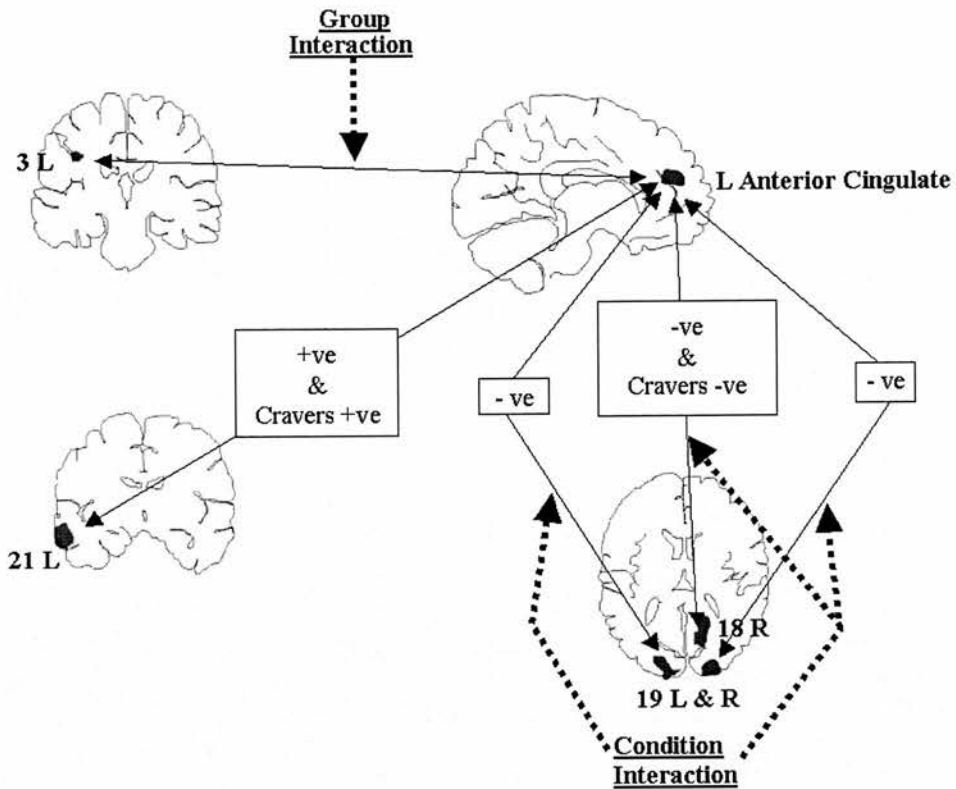 Group
Interaction
3 L
L Anterior Cingulate
+ve
&
Cravers +ve
- ve
-ve
&
Cravers -ve
- ve
21 L
18 R
19 L & R
Condition
Interaction